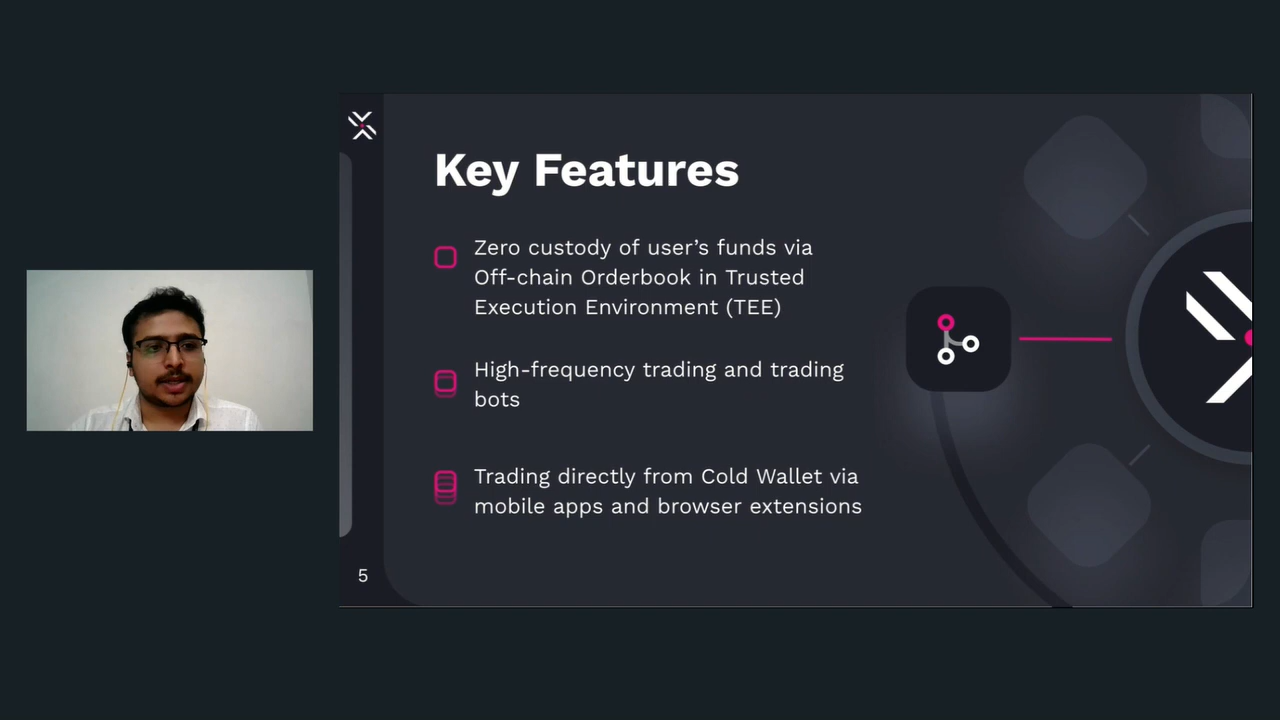 Key Features
Zero custody of user’s funds via
Off-chain Orderbook in Trusted
Execution Environment (TEE)
High-frequency trading and trading
bots
Trading directly from Cold Wallet via
mobile apps and browser extensions
5